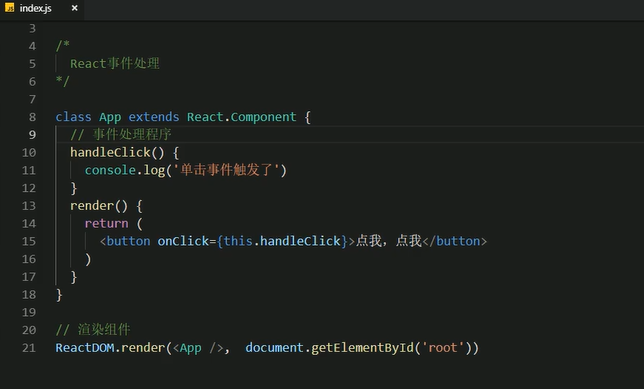 JS index.js ×
3
4 /*
5 React事件处理
6 */
7
8 class App extends React.Component {
9 // 事件处理程序
10 handleClick() {
11 console.log('单击事件触发了')
12 }
13 render() {
14 return (
15 <button onClick={this.handleClick}>点我，点我</button>
16 )
17 }
18 }
19
20 // 渲染组件
21 ReactDOM.render(<App />, document.getElementById('root'))